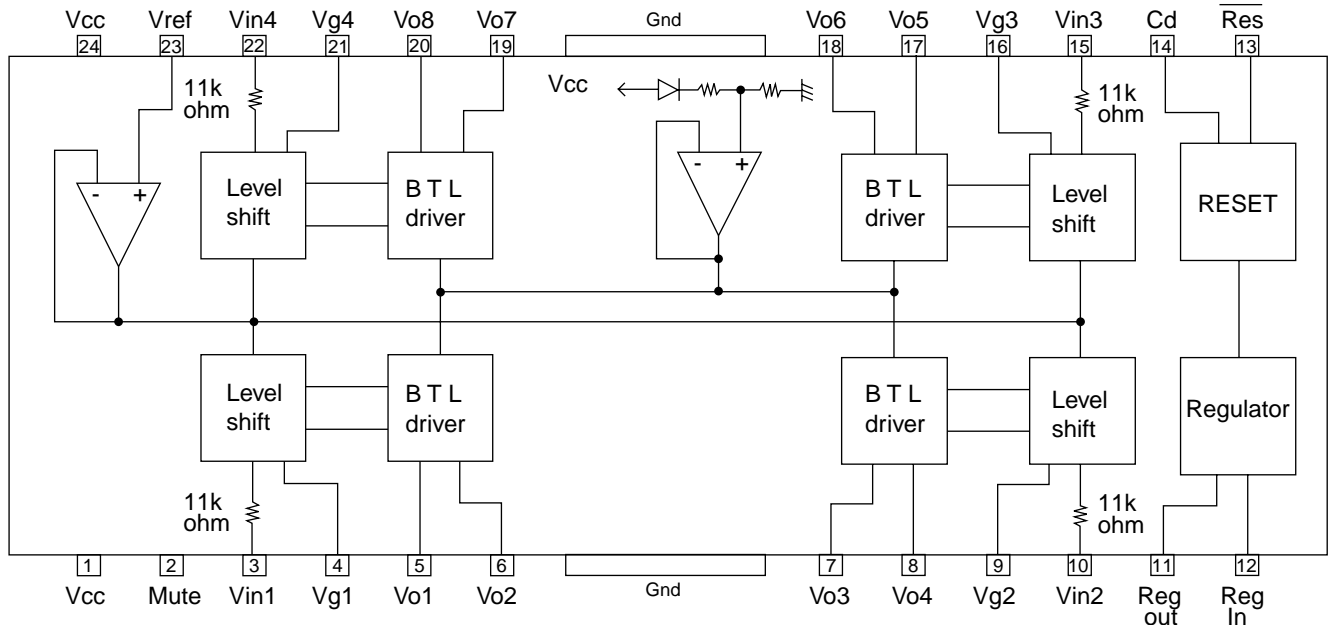 Vcc Vref Vin4 Vg4 Vo8 Vo7 Gnd Vo6 Vo5 Vg3 Vin3 Cd Res
24 23 22 21 20 19 18 17 16 15 14 13
11k
ohm
Vcc
11k
ohm
- +
Level
shift
B T L
driver
- +
B T L
driver
Level
shift
RESET
Level
shift
B T L
driver
B T L
driver
Level
shift
Regulator
11k
ohm
11k
ohm
1 2 3 4 5 6 7 8 9 10 11 12
Vcc Mute Vin1 Vg1 Vo1 Vo2 Gnd Vo3 Vo4 Vg2 Vin2 Reg
out
Reg
In